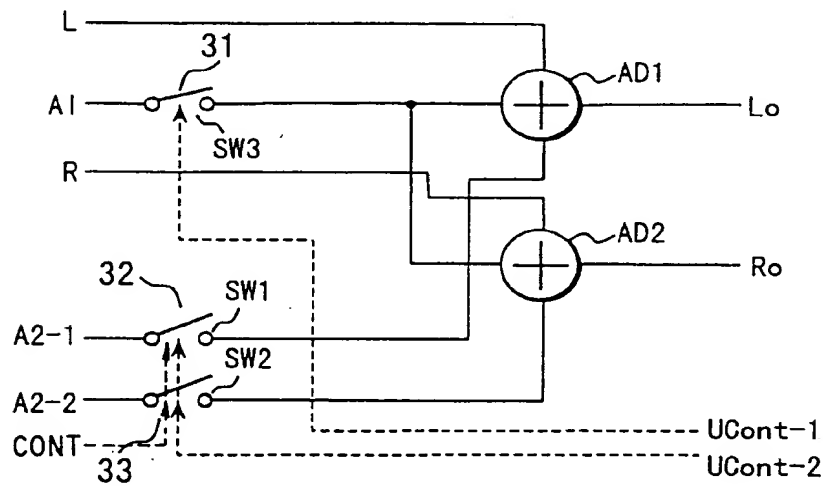 L
31
AD1
A1
Lo
SW3
R
AD2
Ro
32
SW1
A2-1
SW2
A2-2
CONT
33
UCont-1
UCont-2